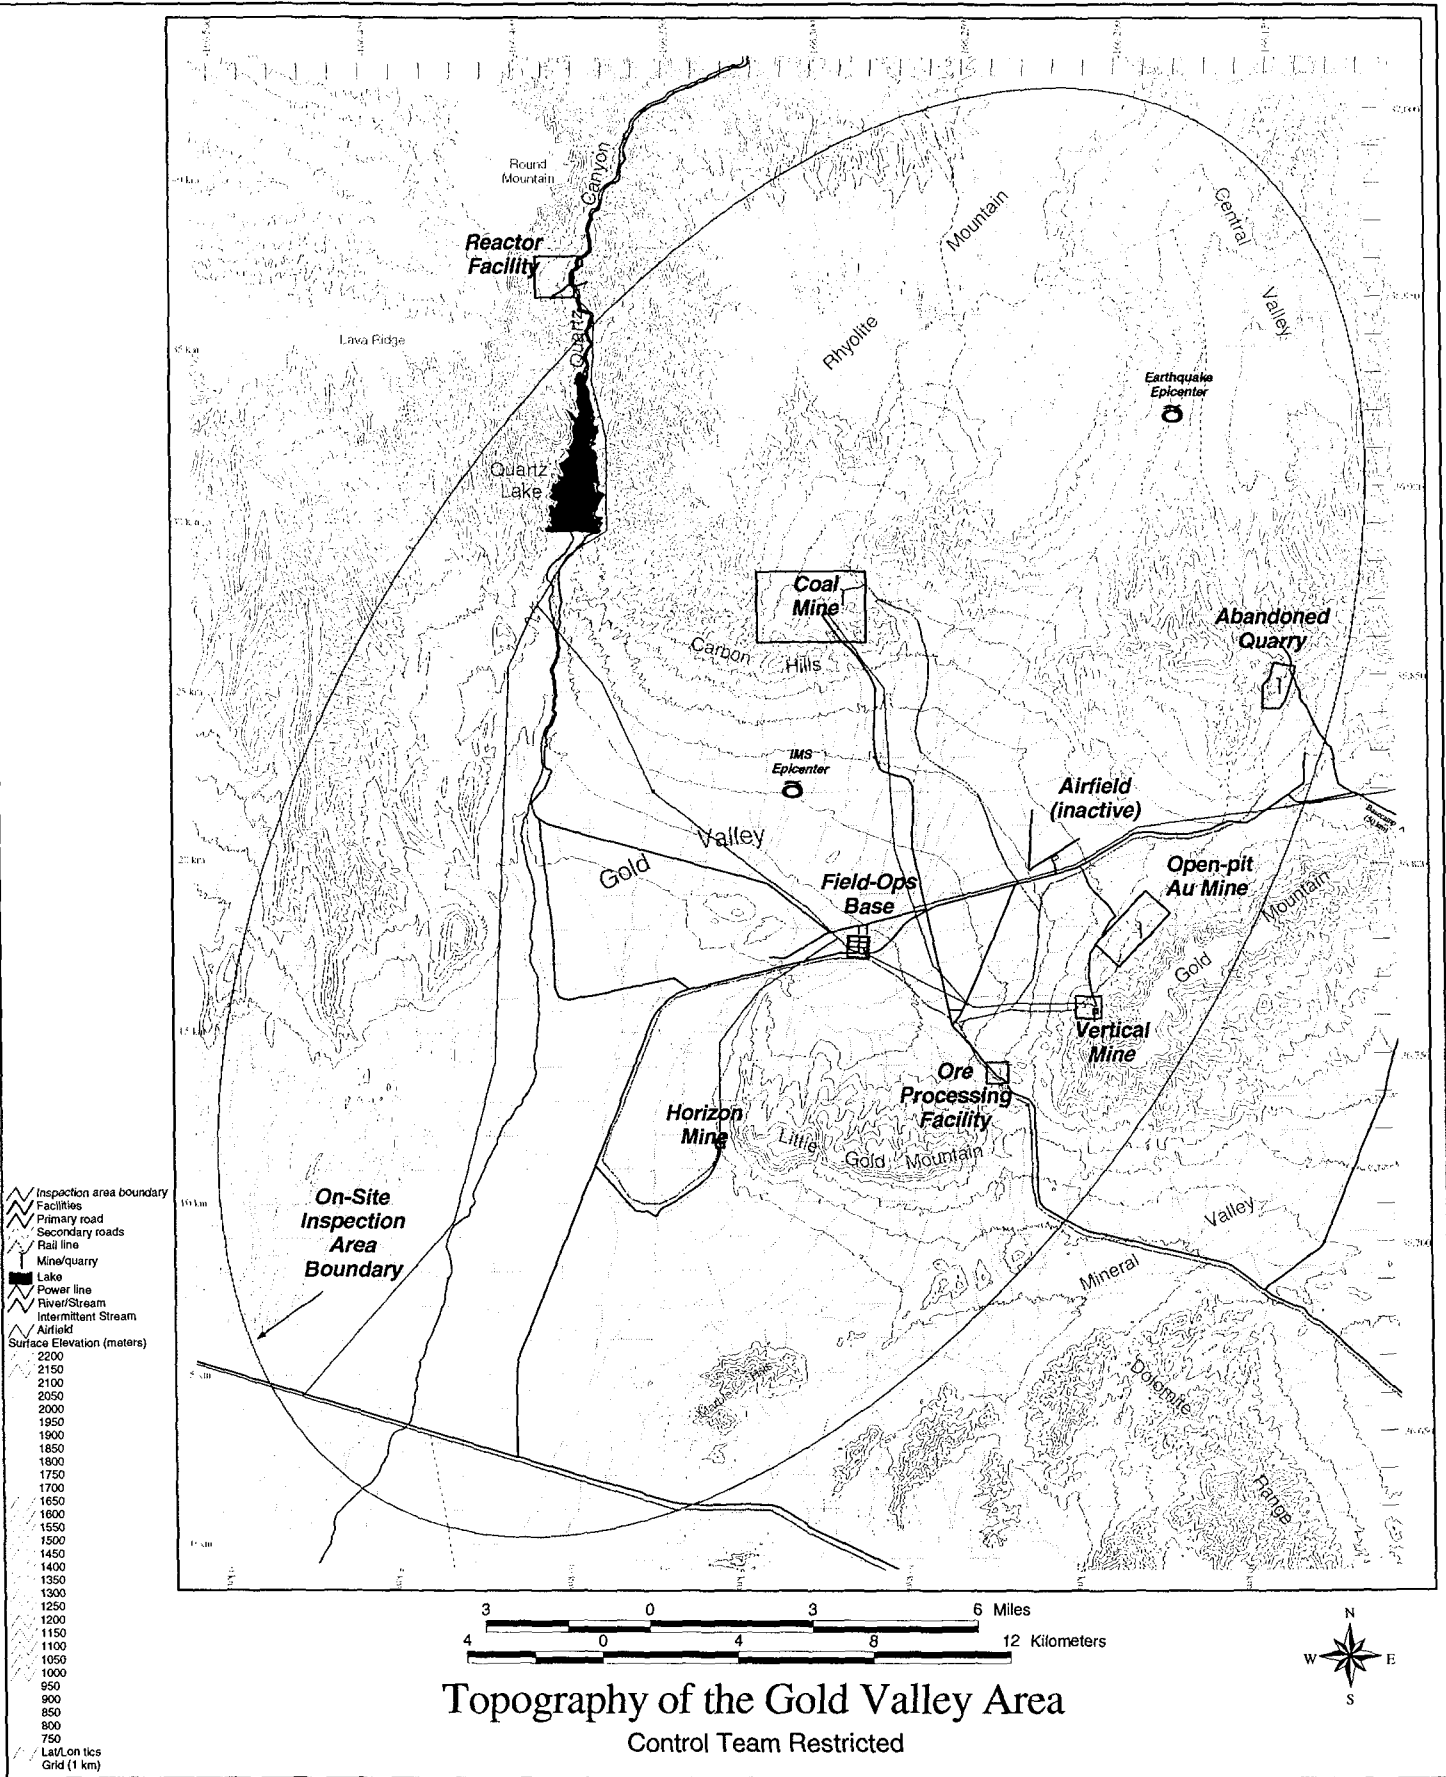 Round
Mountain
Canyon
Reactor
Facility
Quartz
Lava Ridge
Quartz
Lake
Rhyolite
Mountain
Central
Valley
Earthquake
Epicenter
Coal
Mine
Carbon
Hills
Abandoned
Quarry
IMS
Epicenter
Airfield
(inactive)
Gold
Valley
Field-Ops
Base
Open-pit
Au Mine
Gold
Mountain
Vertical
Mine
Ore
Processing
Facility
Horizon
Mine
Little
Gold Mountain
On-Site
Inspection
Area
Boundary
Mineral
Valley
Dolomite
Range
Inspection area boundary
Facilities
Primary road
Secondary roads
Rail line
Mine/quarry
Lake
Power line
River/Stream
Intermittent Stream
Airfield
Surface Elevation (meters)
2200
2150
2100
2050
2000
1950
1900
1850
1800
1750
1700
1650
1600
1550
1500
1450
1400
1350
1300
1250
1200
1150
1100
1050
1000
950
900
850
800
750
Lat/Lon tics
Grid (1 km)
3 0 3 6 Miles
4 0 4 8 12 Kilometers
N
W E
S
Topography of the Gold Valley Area
Control Team Restricted